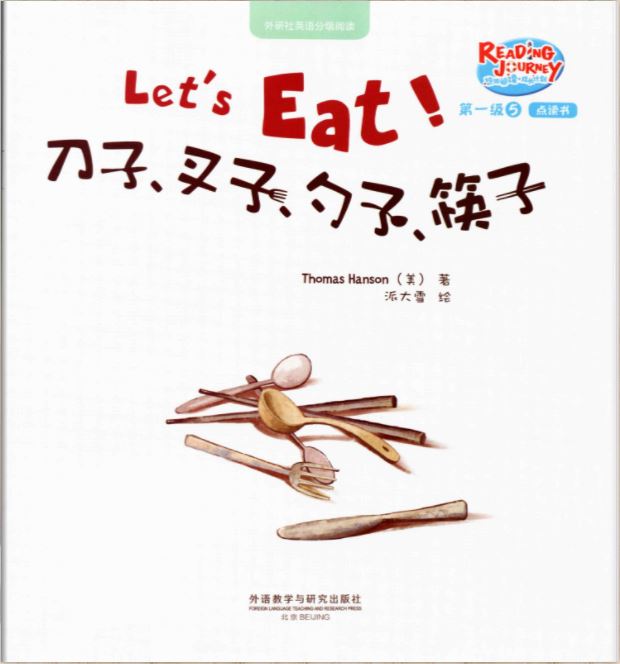 外研社英语分级阅读
READING
JOURNEY
第一级 5 点读书
Let's Eat!
刀子、叉子、勺子、筷子
Thomas Hanson（美）著
派大雪 绘
外语教学与研究出版社
FOREIGN LANGUAGE TEACHING AND RESEARCH PRESS
北京 BEIJING